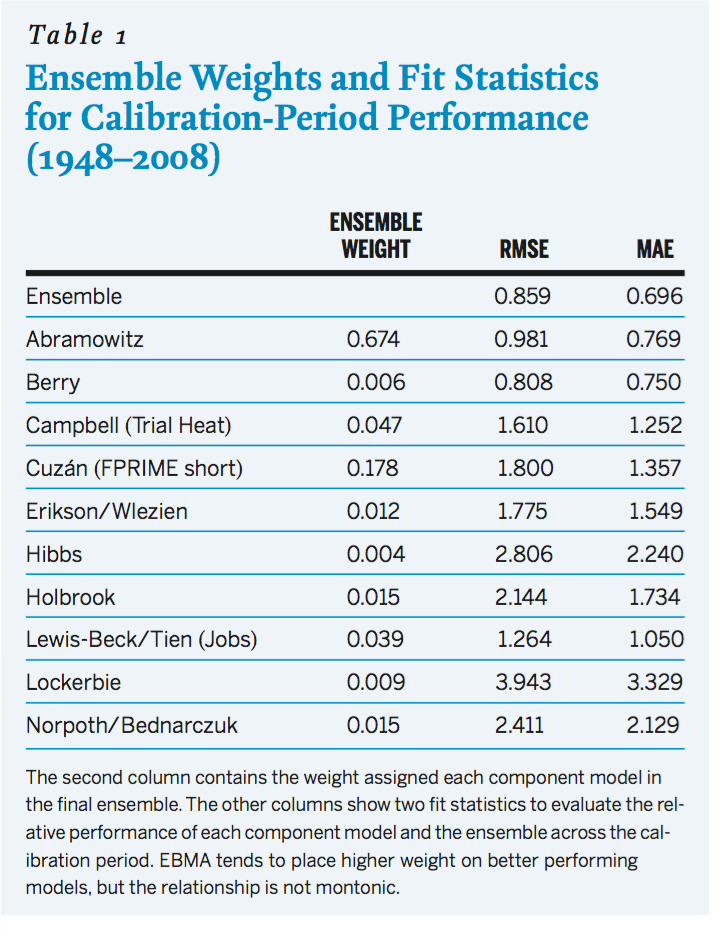 Table 1
Ensemble Weights and Fit Statistics
for Calibration-Period Performance
(1948–2008)
ENSEMBLE
WEIGHT RMSE MAE
Ensemble 0.859 0.696
Abramowitz 0.674 0.981 0.769
Berry 0.006 0.808 0.750
Campbell (Trial Heat) 0.047 1.610 1.252
Cuzán (FPRIME short) 0.178 1.800 1.357
Erikson/Wlezien 0.012 1.775 1.549
Hibbs 0.004 2.806 2.240
Holbrook 0.015 2.144 1.734
Lewis-Beck/Tien (Jobs) 0.039 1.264 1.050
Lockerbie 0.009 3.943 3.329
Norpoth/Bednarczuk 0.015 2.411 2.129
The second column contains the weight assigned each component model in
the final ensemble. The other columns show two fit statistics to evaluate the rel-
ative performance of each component model and the ensemble across the cal-
ibration period. EBMA tends to place higher weight on better performing
models, but the relationship is not montonic.